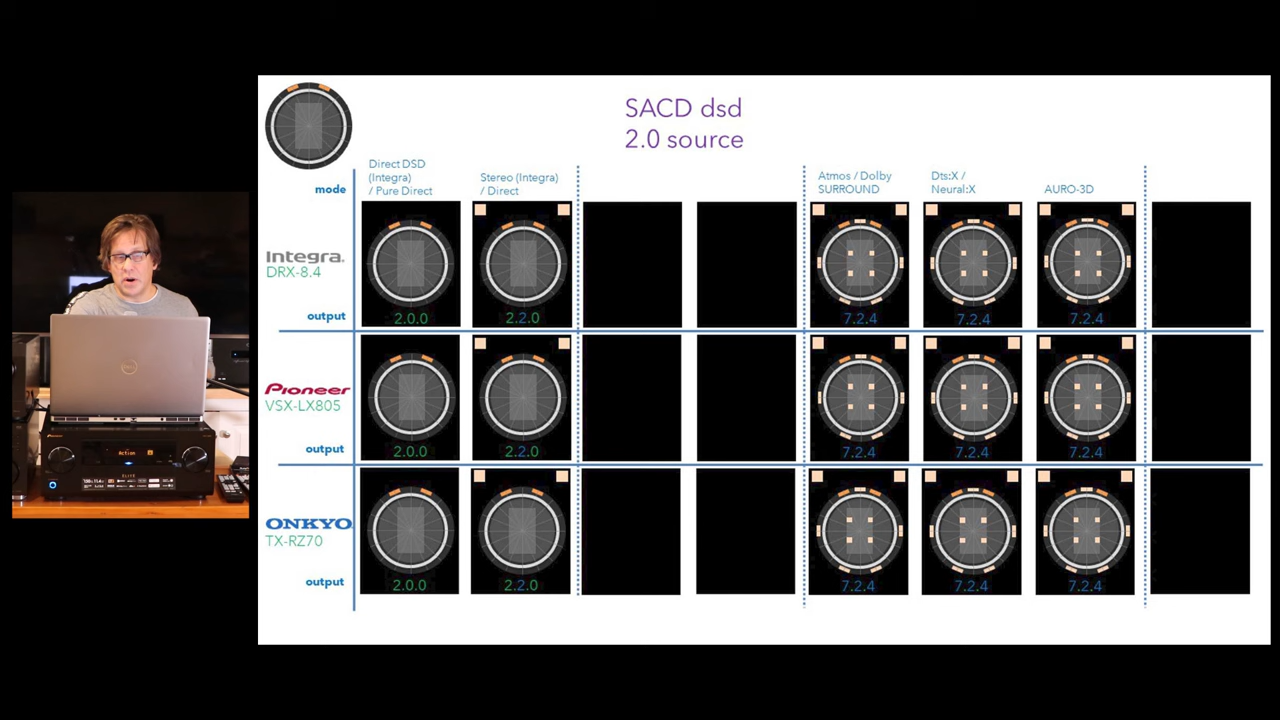 SACD dsd
2.0 source
mode
Direct DSD
(Integra)
/ Pure Direct
Stereo (Integra)
/ Direct
Atmos / Dolby
SURROUND
Dts:X /
Neural:X
AURO-3D
Integra.
DRX-8.4
output
2.0.0
2.2.0
7.2.4
7.2.4
7.2.4
Pioneer
VSX-LX805
output
2.0.0
2.2.0
7.2.4
7.2.4
7.2.4
ONKYO
TX-RZ70
output
2.0.0
2.2.0
7.2.4
7.2.4
7.2.4
DELL
Pioneer
Action
ELITE